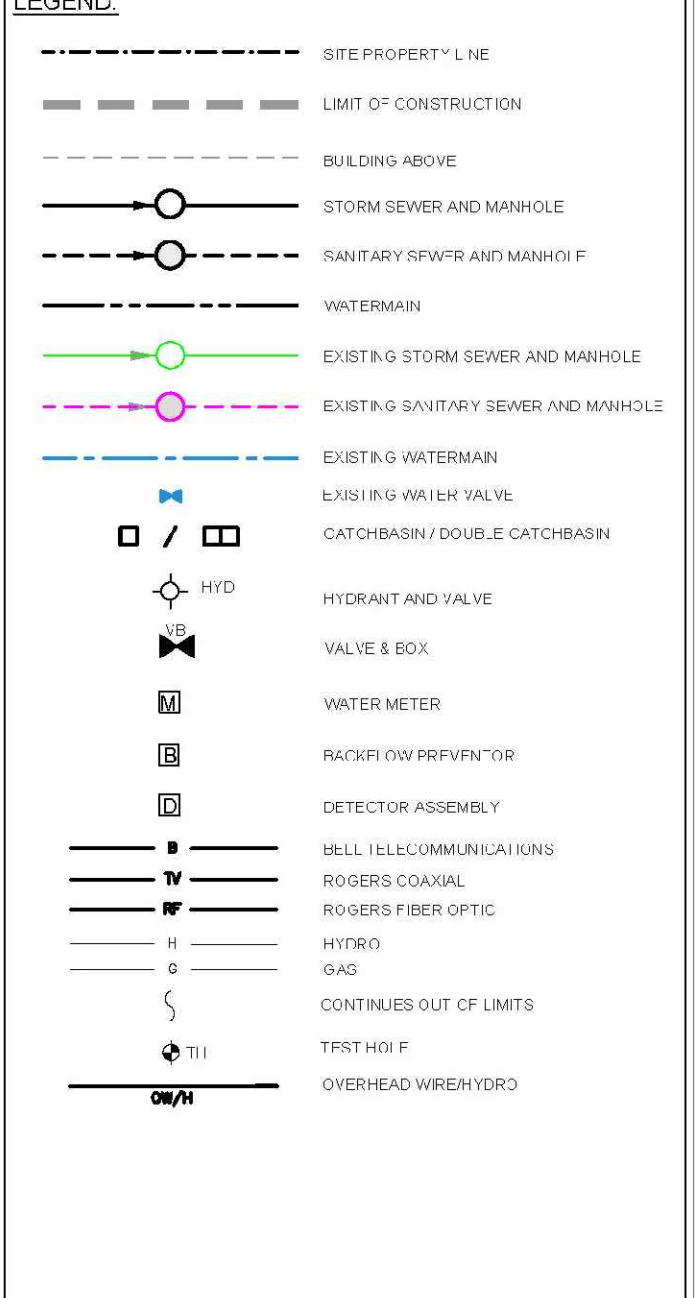 LEGEND:
SITE PROPERTY LINE
LIMIT OF CONSTRUCTION
BUILDING ABOVE
STORM SEWER AND MANHOLE
SANITARY SEWER AND MANHOLE
WATERMAIN
EXISTING STORM SEWER AND MANHOLE
EXISTING SANITARY SEWER AND MANHOLE
EXISTING WATERMAIN
EXISTING WATER VALVE
/ CATCHBASIN / DOUBLE CATCHBASIN
HYD HYDRANT AND VALVE
VB VALVE & BOX
M WATER METER
B BACKFLOW PREVENTOR
D DETECTOR ASSEMBLY
B BELL TELECOMMUNICATIONS
TV ROGERS COAXIAL
RF ROGERS FIBER OPTIC
H HYDRO
G GAS
CONTINUES OUT OF LIMITS
TH TEST HOLE
OW/H OVERHEAD WIRE/HYDRO